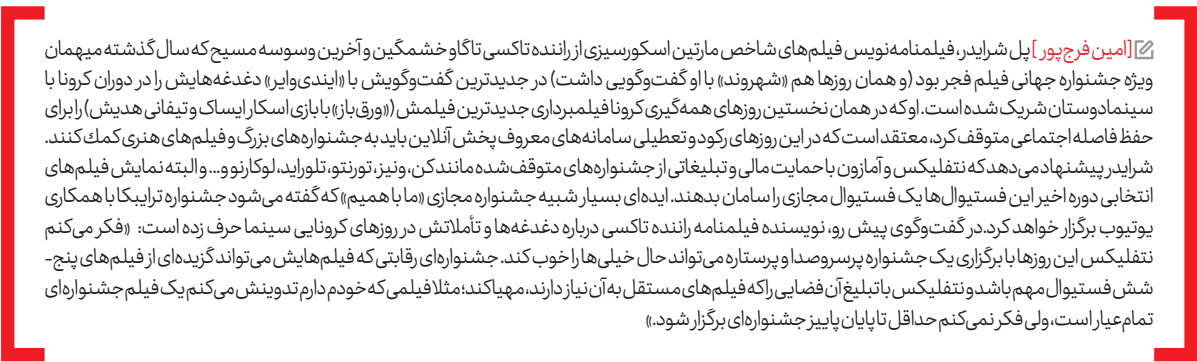 [امین فرج‌پور] پل شرایدر، فیلمنامه‌نویس فیلم‌های شاخص مارتین اسکورسیزی از راننده تاکسی تا گاو خشمگین و آخرین وسوسه مسیح که سال گذشته میهمان
ویژه جشنواره جهانی فیلم فجر بود (و همان روزها هم «شهروند» با او گفت‌وگویی داشت) در جدیدترین گفت‌وگویش با «ایندی‌وایر» دغدغه‌هایش را در دوران کرونا با
سینمادوستان شریک شده است. او که در همان نخستین روزهای همه‌گیری کرونا فیلمبرداری جدیدترین فیلمش («ورق‌باز» با بازی اسکار ایساک و تیفانی هدیش) را برای
حفظ فاصله اجتماعی متوقف کرد، معتقد است که در این روزهای رکود و تعطیلی سامانه‌های معروف پخش آنلاین باید به جشنواره‌های بزرگ و فیلم‌های هنری کمك کنند.
شرایدر پیشنهاد می‌دهد که نتفلیکس و آمازون با حمایت مالی و تبلیغاتی از جشنواره‌های متوقف‌شده مانند کن، ونیز، تورنتو، تلوراید، لوکارنو و... و البته نمایش فیلم‌های
انتخابی دوره اخیر این فستیوال‌ها یک فستیوال مجازی را سامان بدهند. ایده‌ای بسیار شبیه جشنواره مجازی «ما با همیم» که گفته می‌شود جشنواره ترایبکا با همکاری
یوتیوب برگزار خواهد کرد. در گفت‌وگوی پیش رو، نویسنده فیلمنامه راننده تاکسی درباره دغدغه‌ها و تأملاتش در روزهای کرونایی سینما حرف زده است: «فکر می‌کنم
نتفلیکس این روزها با برگزاری یک جشنواره پرسروصدا و پرستاره می‌تواند حال خیلی‌ها را خوب کند. جشنواره‌ای رقابتی که فیلم‌هایش می‌تواند گزیده‌ای از فیلم‌های پنج-
شش فستیوال مهم باشد و نتفلیکس با تبلیغ آن فضایی را که فیلم‌های مستقل به آن نیاز دارند، مهیا کند؛ مثلا فیلمی که خودم دارم تدوینش می‌کنم یک فیلم جشنواره‌ای
تمام‌عیار است، ولی فکر نمی‌کنم حداقل تا پایان پاییز جشنواره‌ای برگزار شود.»